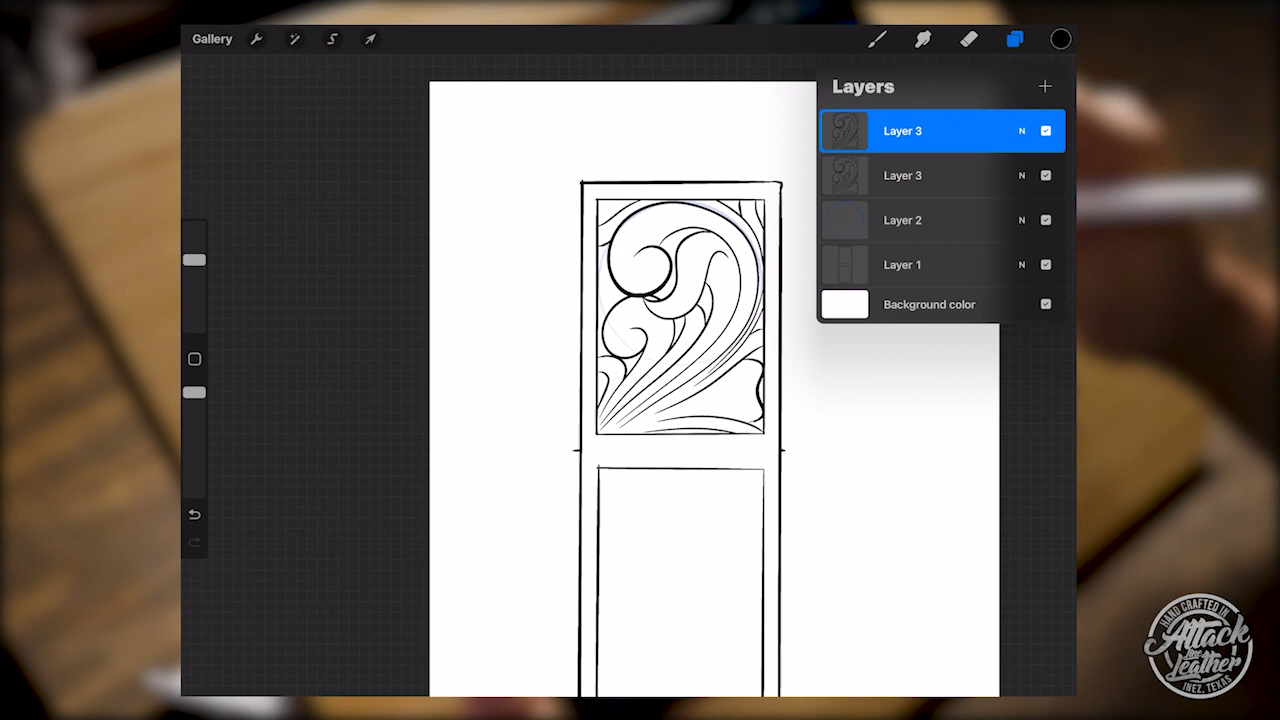 Gallery
Layers
Layer 3 N
Layer 3 N
Layer 2 N
Layer 1 N
Background color
HAND CRAFTED IN
Attack
the
Leather
INEZ, TEXAS